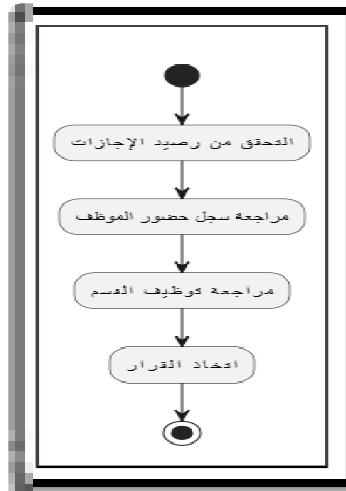 التحقق من رصيد الإجازات
مراجعة سجل حضور الموظف
مراجعة توظيف القسم
اتخاذ القرار